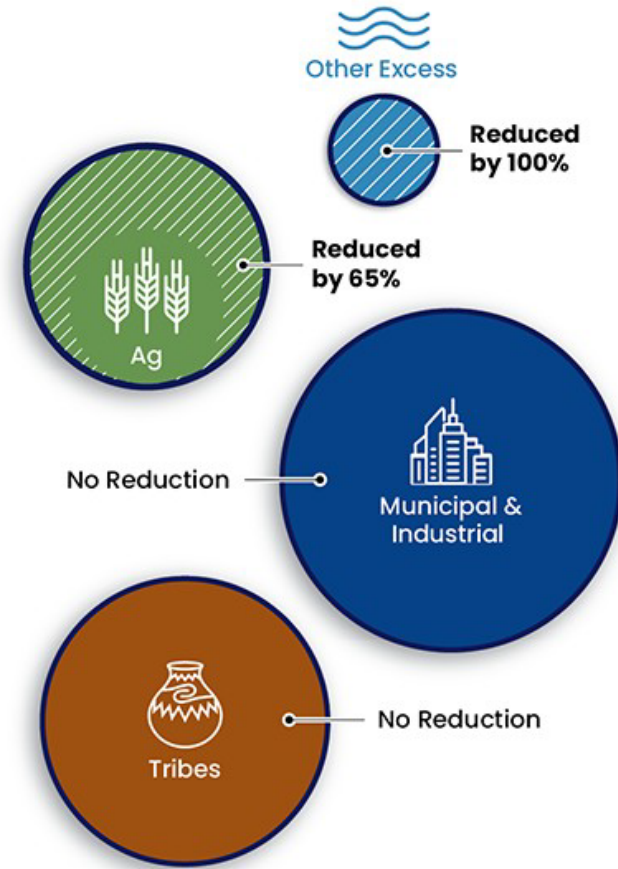 Other Excess
Reduced
by 100%
Reduced
by 65%
Ag
No Reduction
Municipal &
Industrial
No Reduction
Tribes